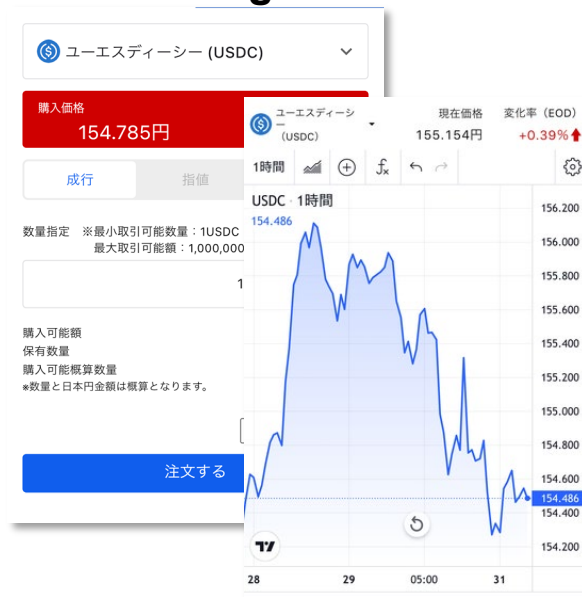 g
ユーエスディーシー (USDC)
購入価格
154.785円
成行
指値
数量指定 ※最小取引可能数量：1USDC
最大取引可能額：1,000,000
1
購入可能額
保有数量
購入可能概算数量
※数量と日本円金額は概算となります。
注文する
ユーエスディーシ
ー
(USDC)
現在価格
155.154円
変化率（EOD）
+0.39%
1時間
fx
USDC · 1時間
154.486
156.200
156.000
155.800
155.600
155.400
155.200
155.000
154.800
154.600
154.486
154.400
154.200
28
29
05:00
31